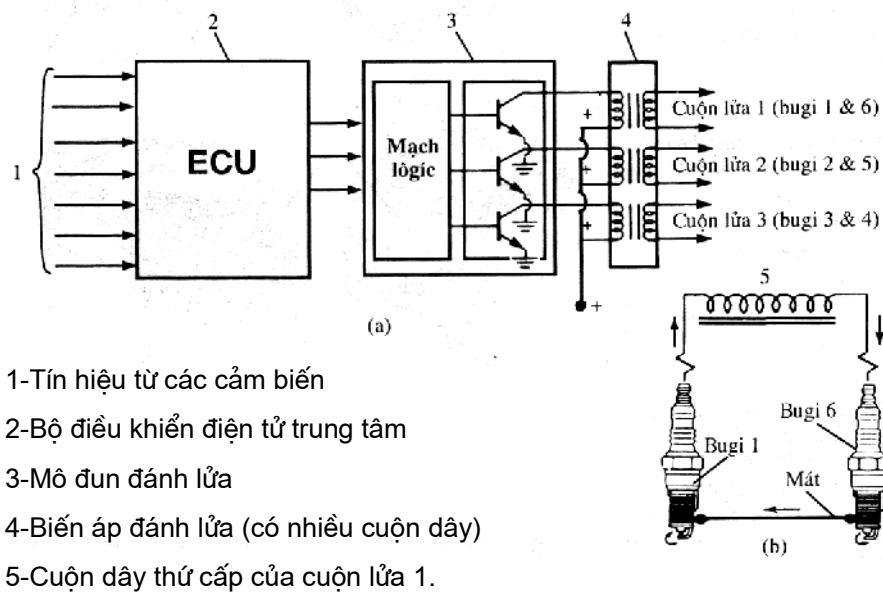 2
3
4
1
ECU
Mạch
lôgíc
+
+
+
+
Cuộn lửa 1 (bugi 1 & 6)
Cuộn lửa 2 (bugi 2 & 5)
Cuộn lửa 3 (bugi 3 & 4)
(a)
5
Bugi 1
Bugi 6
Mát
(b)
1-Tín hiệu từ các cảm biến
2-Bộ điều khiển điện tử trung tâm
3-Mô đun đánh lửa
4-Biến áp đánh lửa (có nhiều cuộn dây)
5-Cuộn dây thứ cấp của cuộn lửa 1.